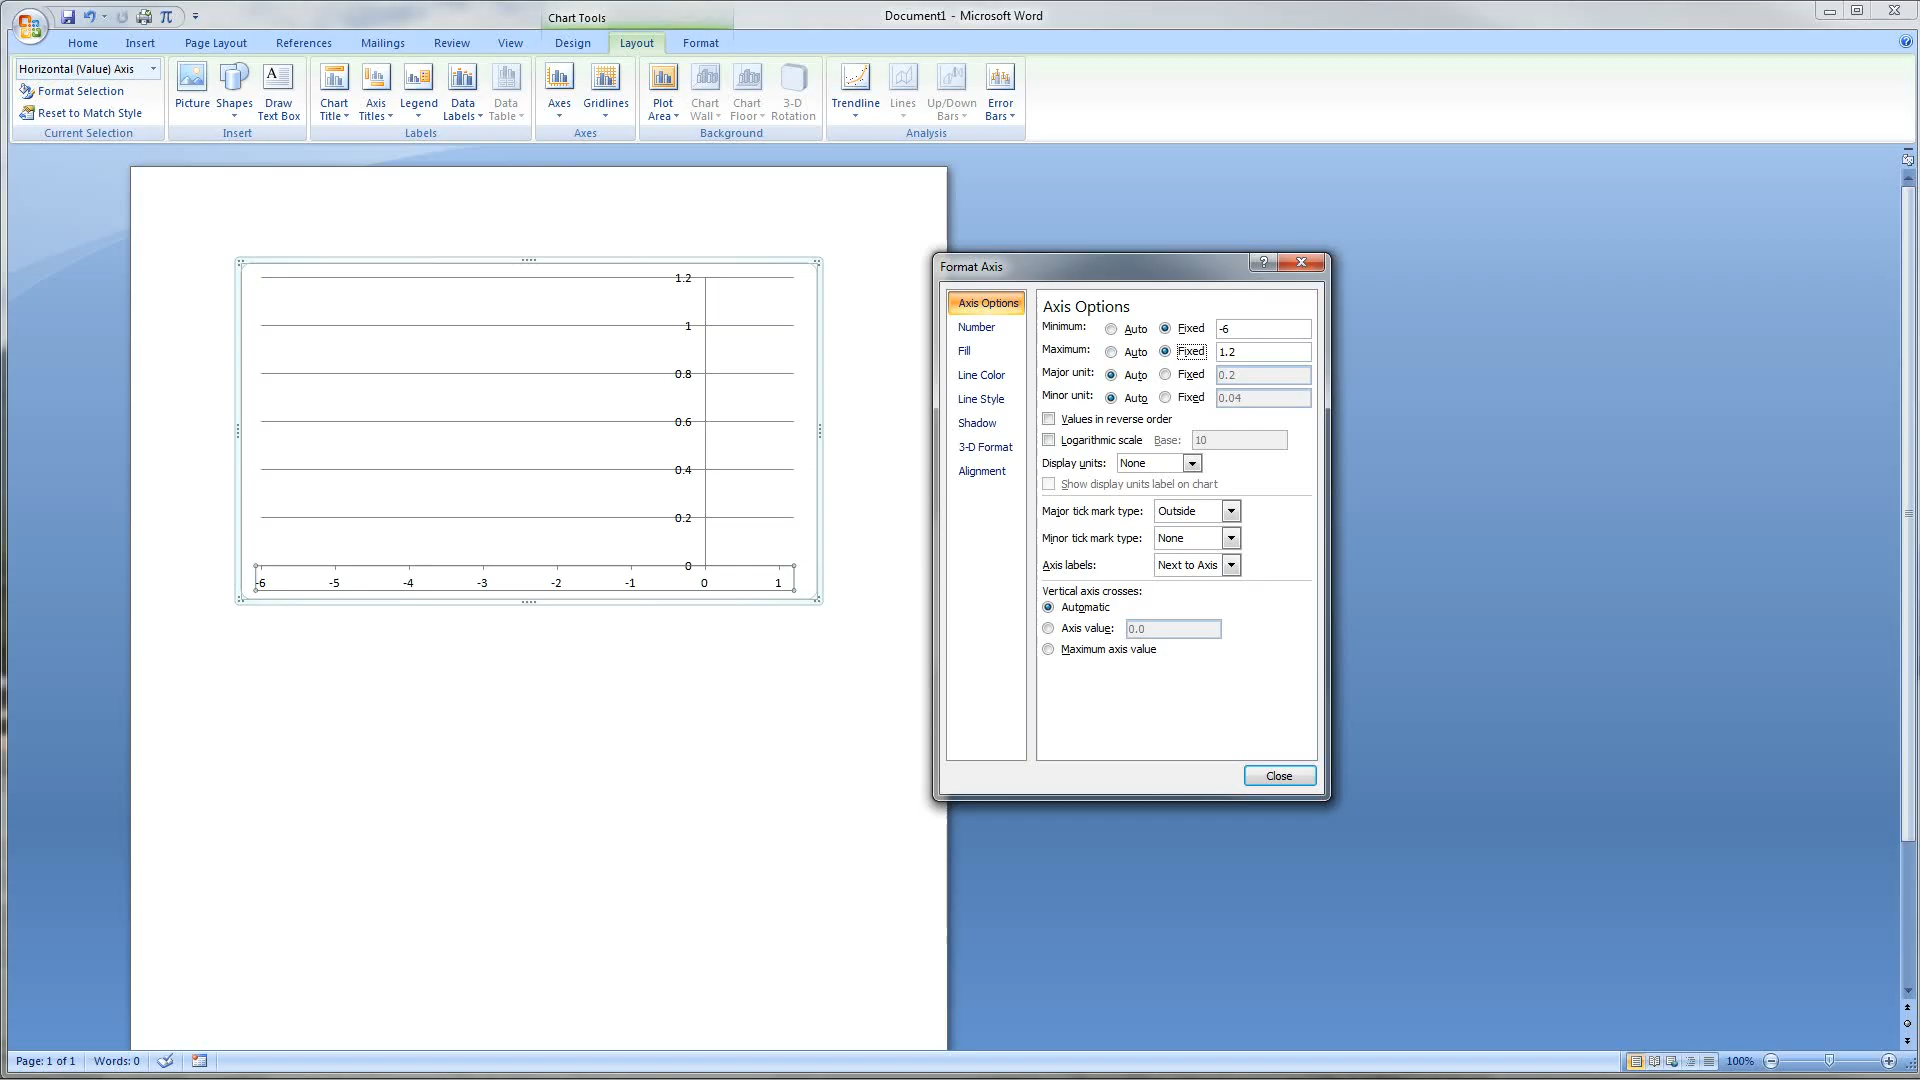 Chart Tools
Document1 - Microsoft Word
Home Insert Page Layout References Mailings Review View Design Layout Format
Horizontal (Value) Axis
Format Selection
Reset to Match Style
Current Selection
Picture Shapes Draw Text Box
Insert
Chart Title Axis Titles Legend Data Labels Data Table
Labels
Axes Gridlines
Axes
Plot Area Chart Wall Chart Floor 3-D Rotation
Background
Trendline Lines Up/Down Bars Error Bars
Analysis
1.2
1
0.8
0.6
0.4
0.2
0
-6 -5 -4 -3 -2 -1 0 1
Format Axis
Axis Options
Number
Fill
Line Color
Line Style
Shadow
3-D Format
Alignment
Axis Options
Minimum: Auto Fixed -6
Maximum: Auto Fixed 1.2
Major unit: Auto Fixed 0.2
Minor unit: Auto Fixed 0.04
Values in reverse order
Logarithmic scale Base: 10
Display units: None
Show display units label on chart
Major tick mark type: Outside
Minor tick mark type: None
Axis labels: Next to Axis
Vertical axis crosses:
Automatic
Axis value: 0.0
Maximum axis value
Close
Page: 1 of 1 Words: 0 100%